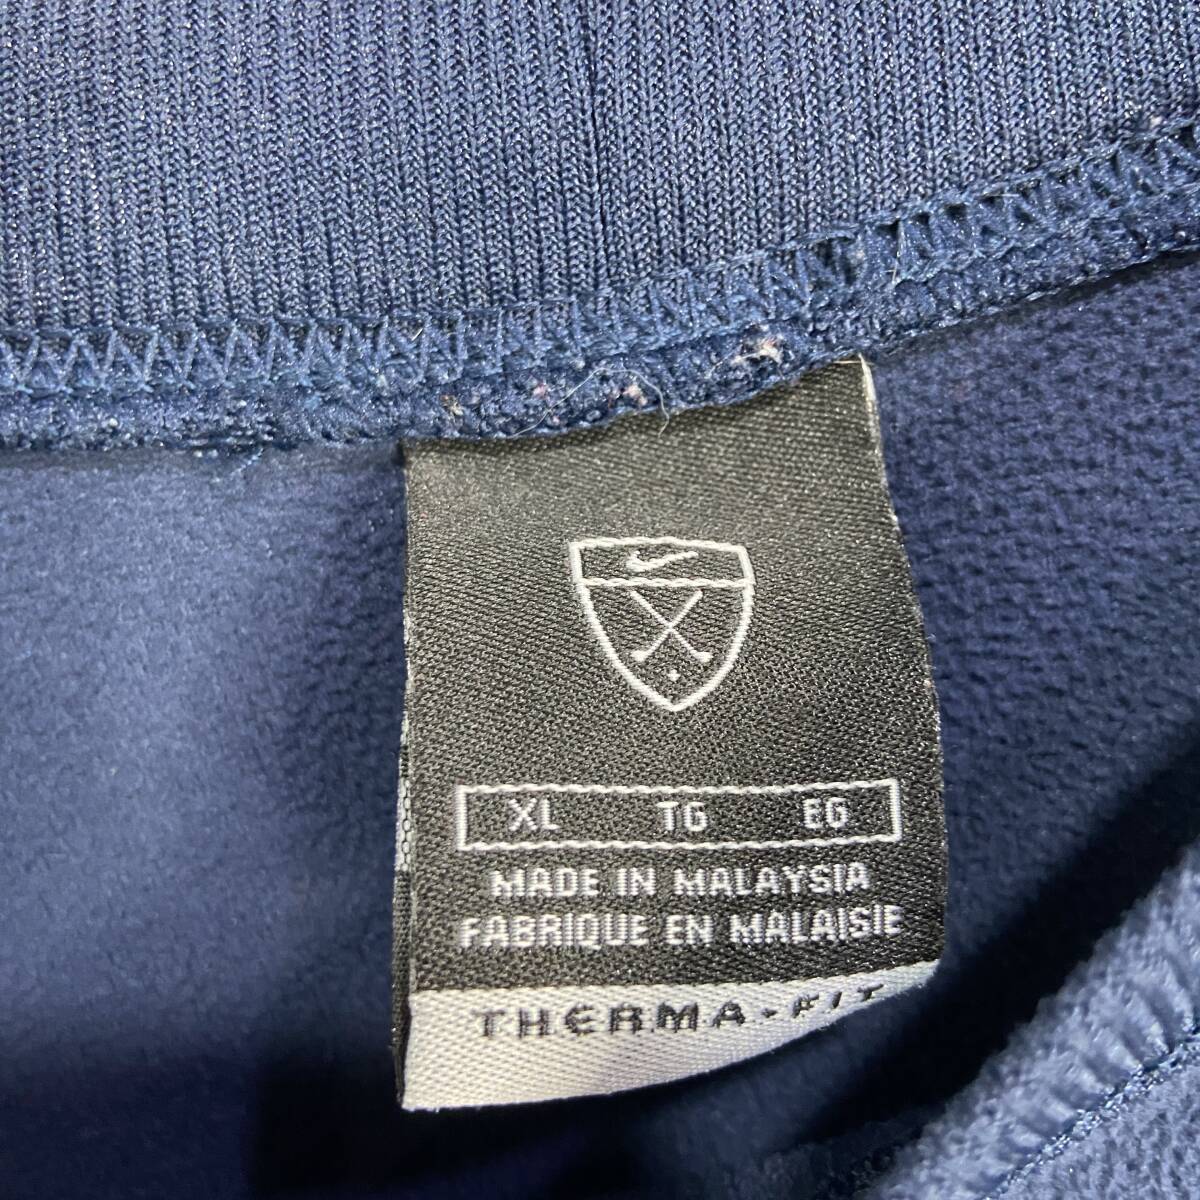 XL TG EG
MADE IN MALAYSIA
FABRIQUE EN MALAISIE
THERMA-FIT